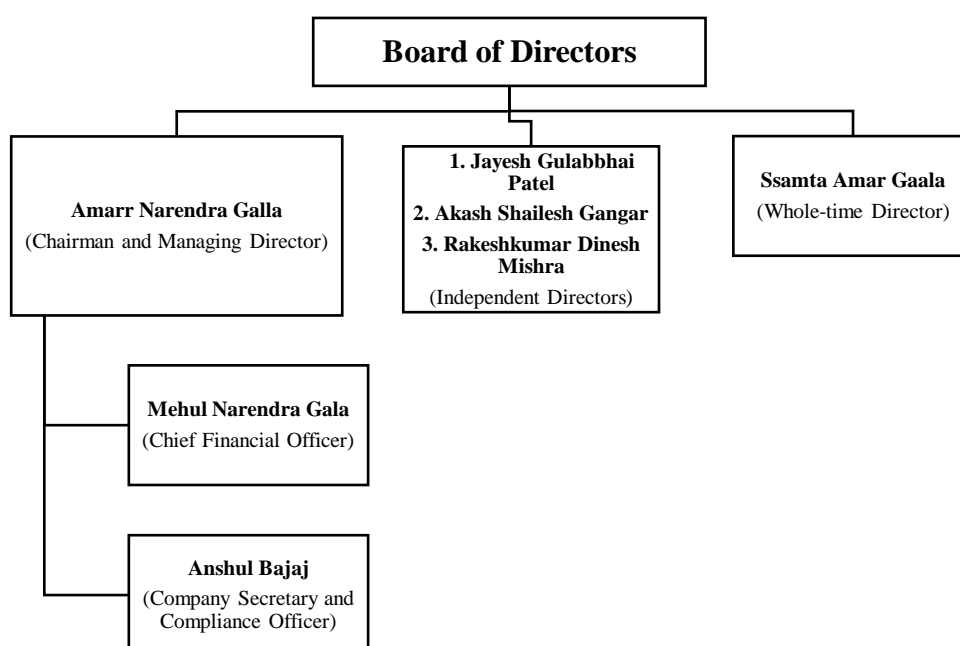 Board of Directors
Amarr Narendra Galla
(Chairman and Managing Director)
1. Jayesh Gulabbhai
Patel
2. Akash Shailesh Gangar
3. Rakeshkumar Dinesh
Mishra
(Independent Directors)
Ssamta Amar Gaala
(Whole-time Director)
Mehul Narendra Gala
(Chief Financial Officer)
Anshul Bajaj
(Company Secretary and
Compliance Officer)